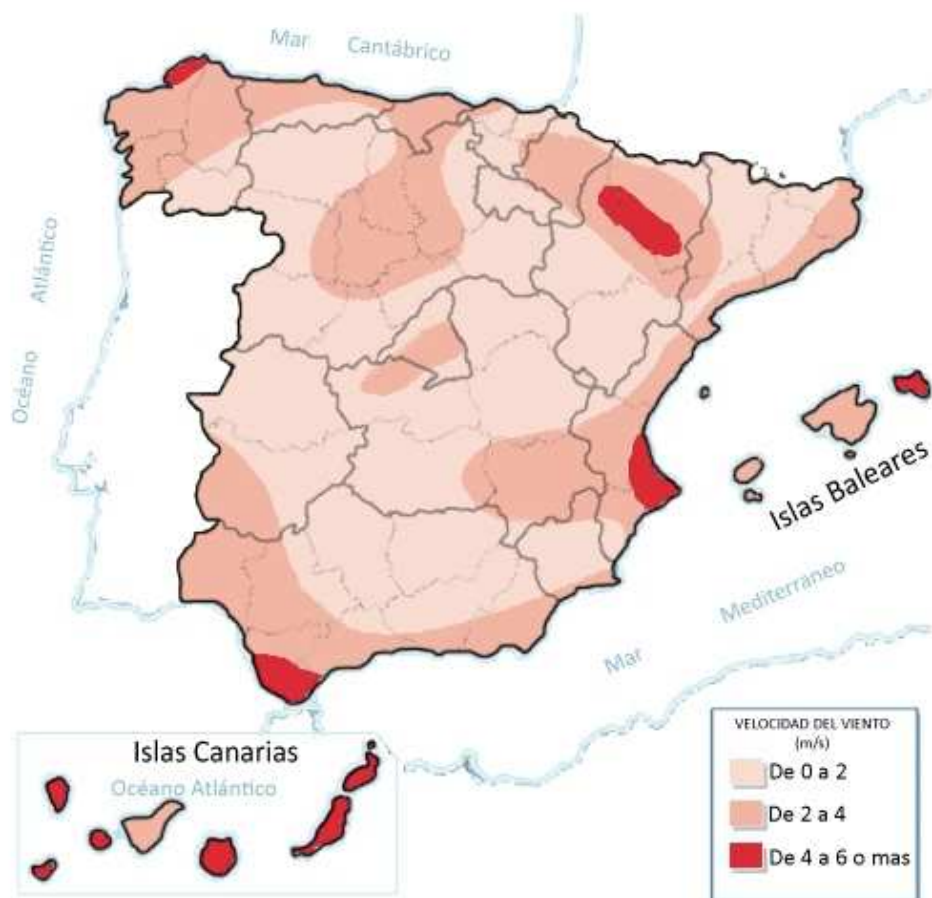 Mar Cantábrico
Océano Atlántico
Islas Baleares
Mar Mediterráneo
Islas Canarias
Océano Atlántico
VELOCIDAD DEL VIENTO
(m/s)
De 0 a 2
De 2 a 4
De 4 a 6 o mas